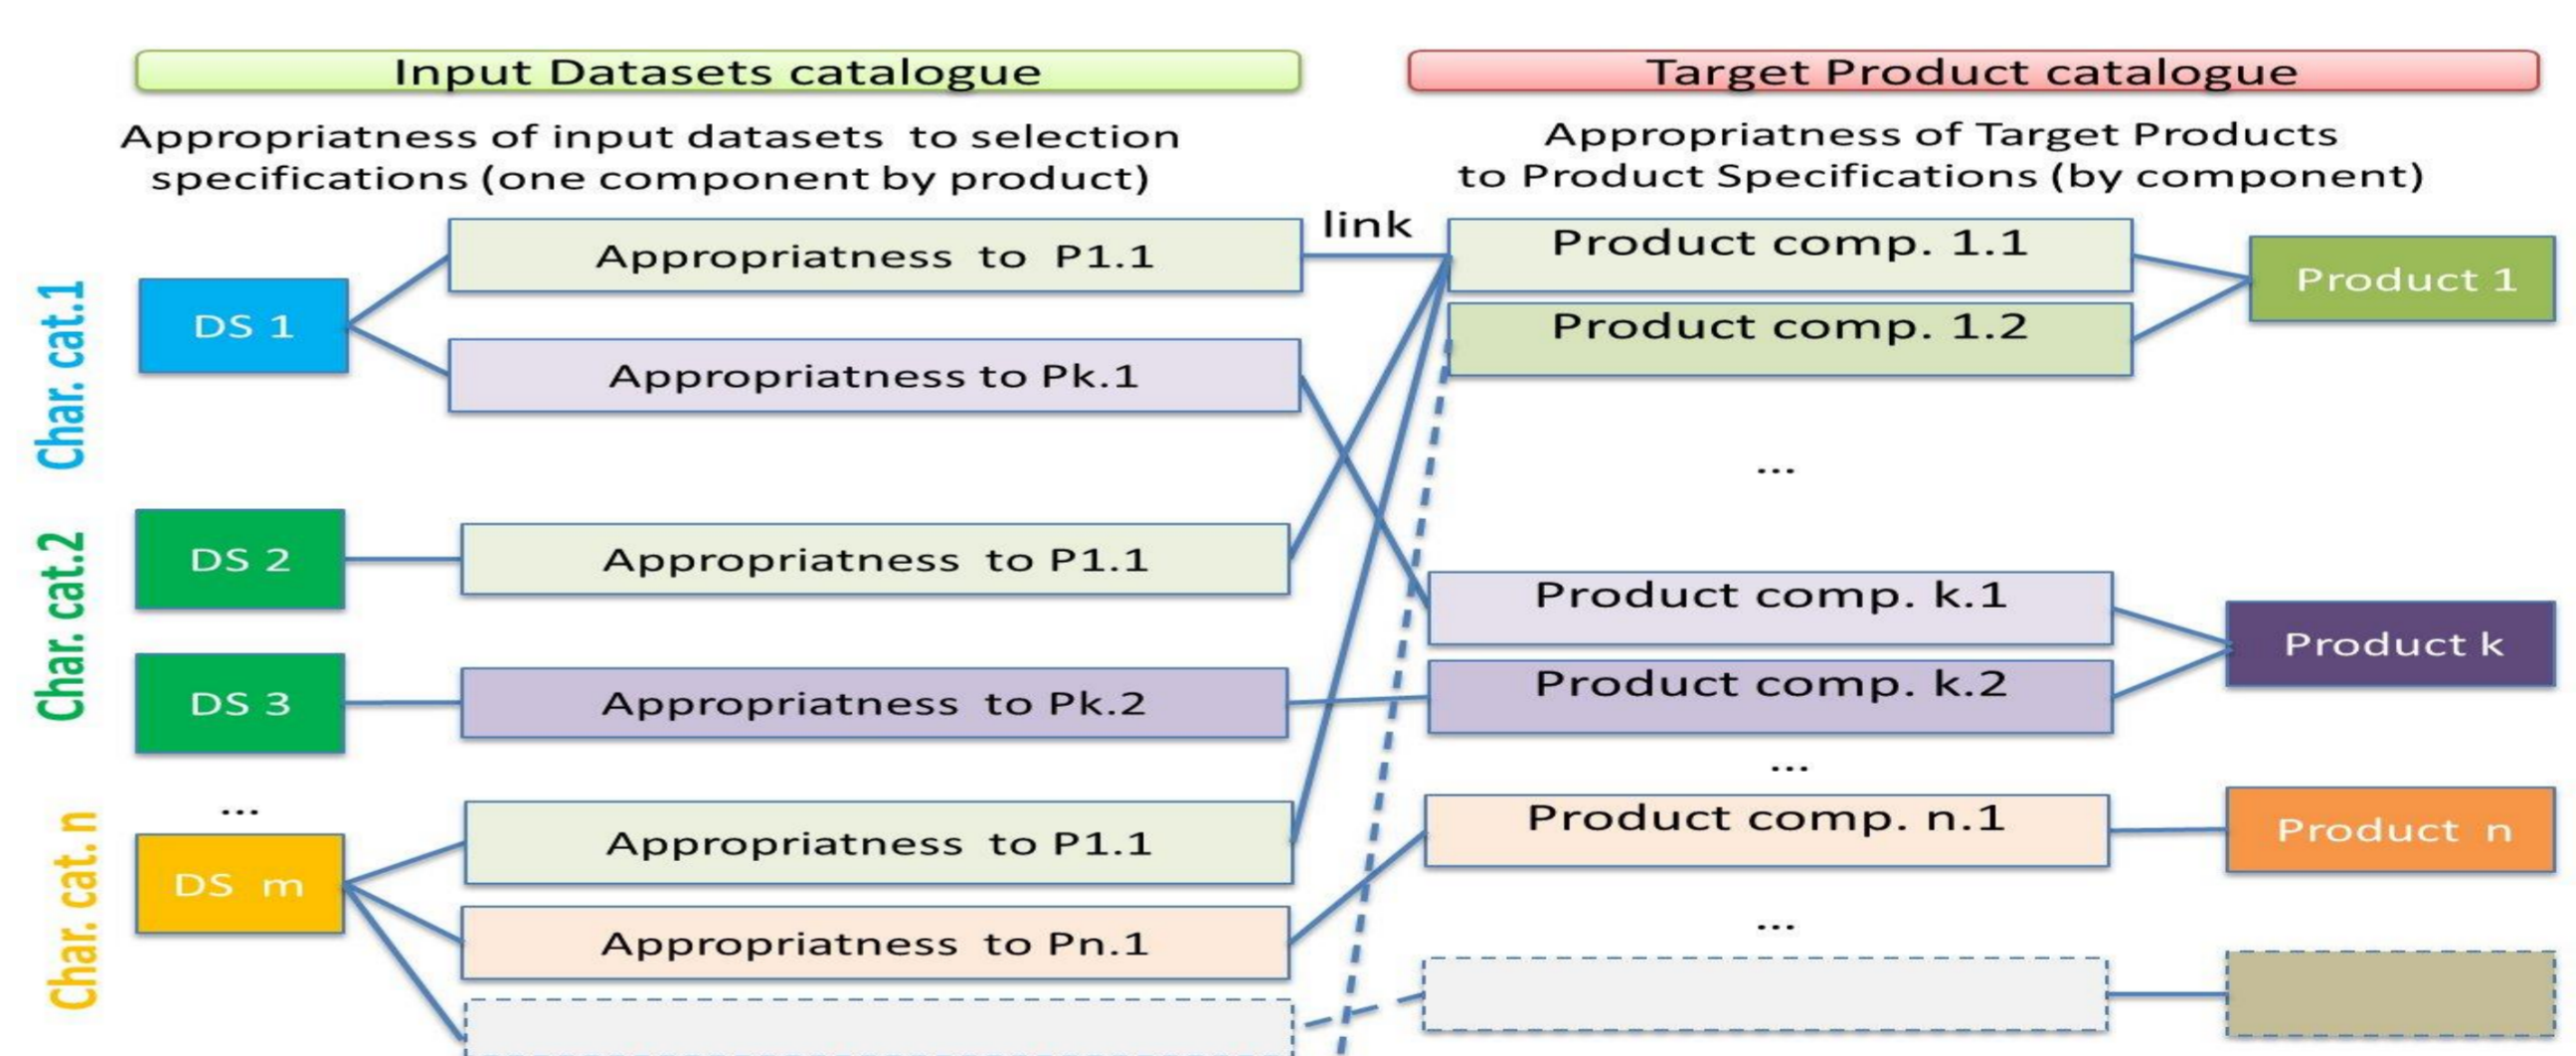 Input Datasets catalogue
Target Product catalogue
Appropriatness of input datasets to selection
specifications (one component by product)
Appropriatness of Target Products
to Product Specifications (by component)
link
Char. cat.1
DS 1
Appropriatness to P1.1
Appropriatness to Pk.1
Product comp. 1.1
Product comp. 1.2
Product 1
...
Char. cat.2
DS 2
Appropriatness to P1.1
DS 3
Appropriatness to Pk.2
Product comp. k.1
Product comp. k.2
Product k
...
...
Char. cat. n
DS m
Appropriatness to P1.1
Appropriatness to Pn.1
Product comp. n.1
Product n
...